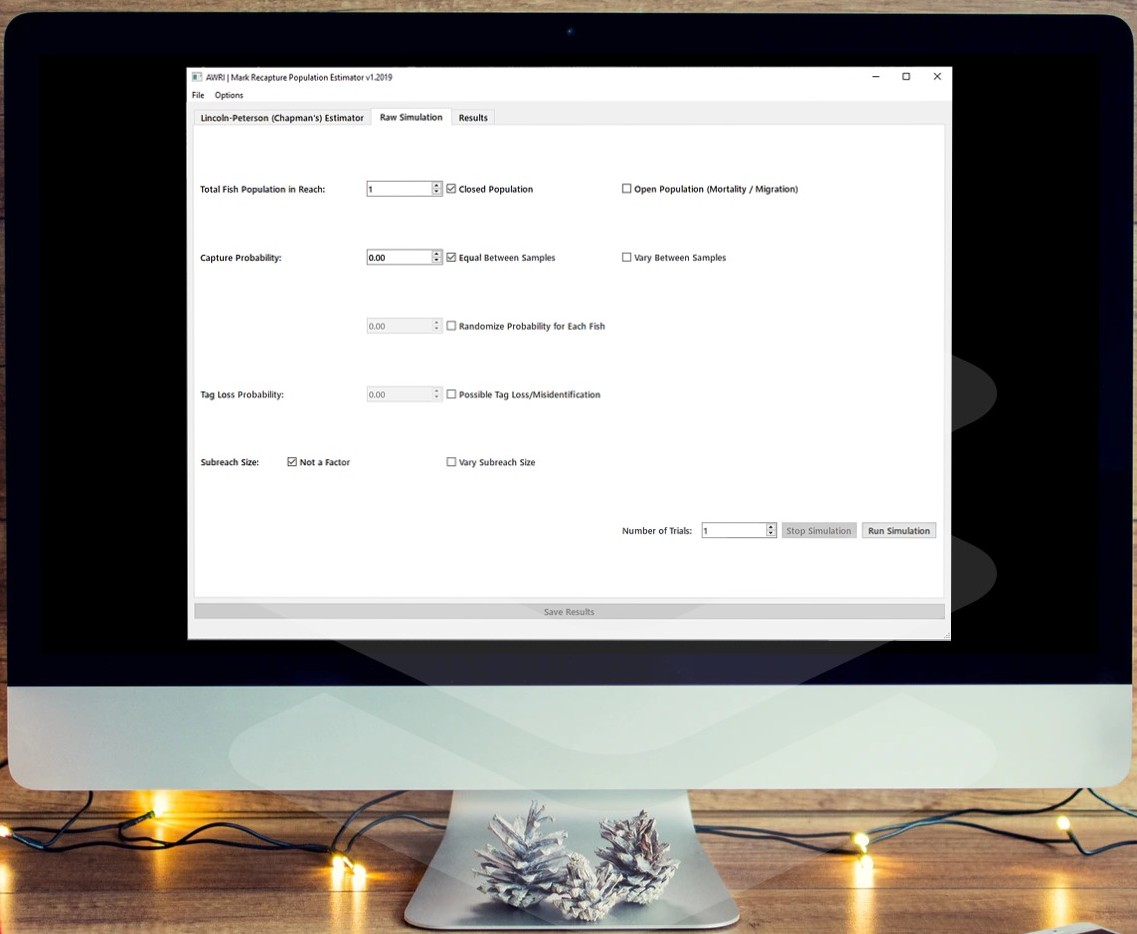 AWRI | Mark Recapture Population Estimator v1.2019
File Options
Lincoln-Peterson (Chapman's) Estimator Raw Simulation Results
Total Fish Population in Reach: 1 Closed Population Open Population (Mortality / Migration)
Capture Probability: 0.00 Equal Between Samples Vary Between Samples
0.00 Randomize Probability for Each Fish
Tag Loss Probability: 0.00 Possible Tag Loss/Misidentification
Subreach Size: Not a Factor Vary Subreach Size
Number of Trials: 1 Stop Simulation Run Simulation
Save Results